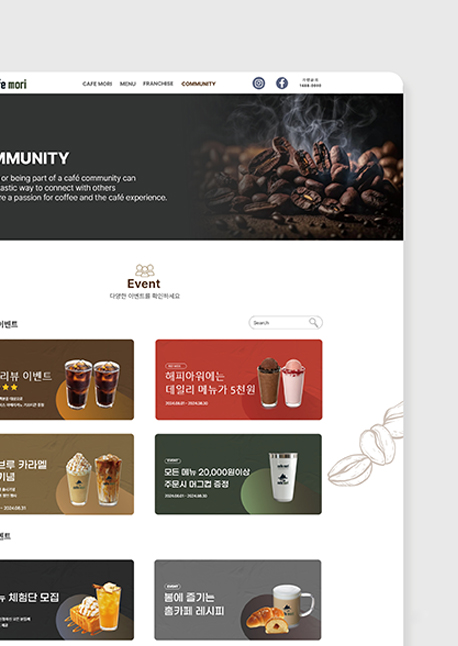 fe mori
CAFE MORI MENU FRANCHISE COMMUNITY
가맹문의
1688.0000
MMUNITY
or being part of a café community can
astic way to connect with others
re a passion for coffee and the café experience.
Event
다양한 이벤트를 확인하세요
이벤트
Search
리뷰 이벤트
해피아워에는
데일리 메뉴가 5천원
2024.08.01 - 2024.08.30
브루 카라멜
기념
- 2024.08.31
EVENT
모든 메뉴 20,000원이상
주문시 머그컵 증정
2024.08.01 - 2024.08.30
벤트
뉴 체험단 모집
EVENT
봄에 즐기는
홈카페 레시피